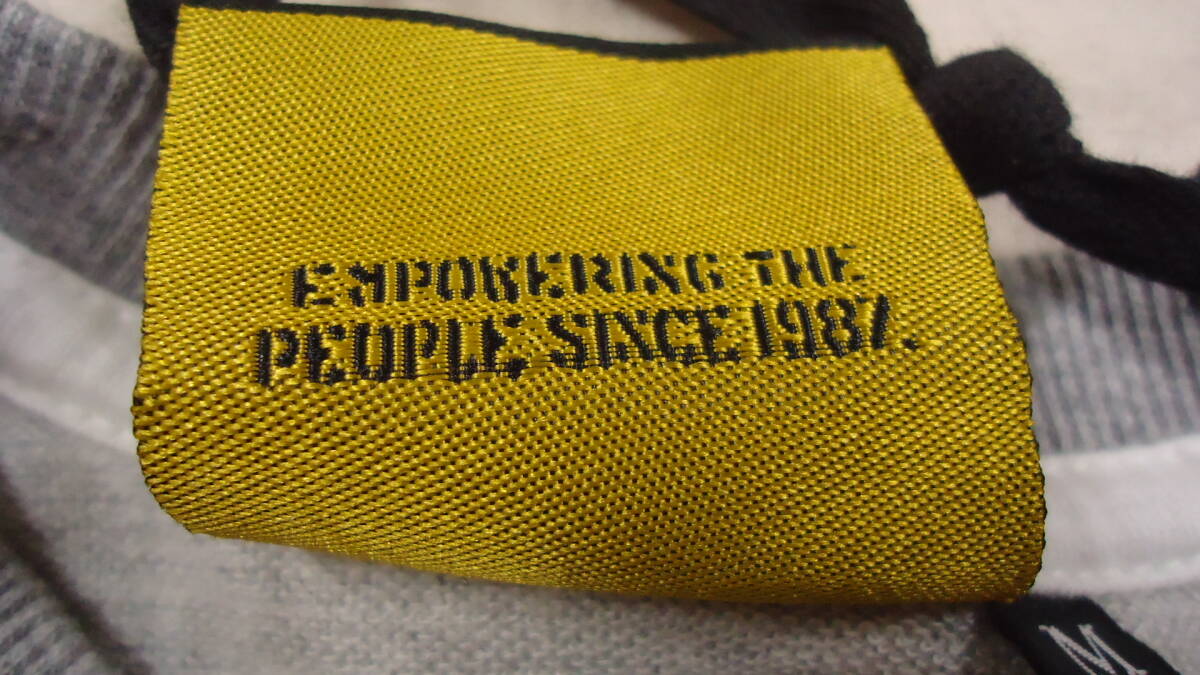 EMPOWERING THE
PEOPLE SINCE 1987.
M